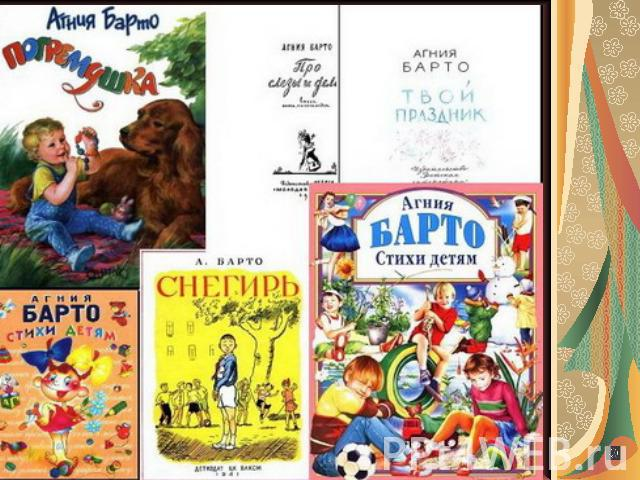 Агния Барто
ПОГРЕМУШКА
АГНИЯ БАРТО
Про
слезы и
АГНИЯ
БАРТО
ТВОЙ
ПРАЗДНИК
АГНИЯ
БАРТО
СТИХИ ДЕТЯМ
А. БАРТО
СНЕГИРЬ
ДЕТИЗДАТ ЦК ВЛКСМ
1941
Агния
БАРТО
Стихи детям
PPt4WEB.ru